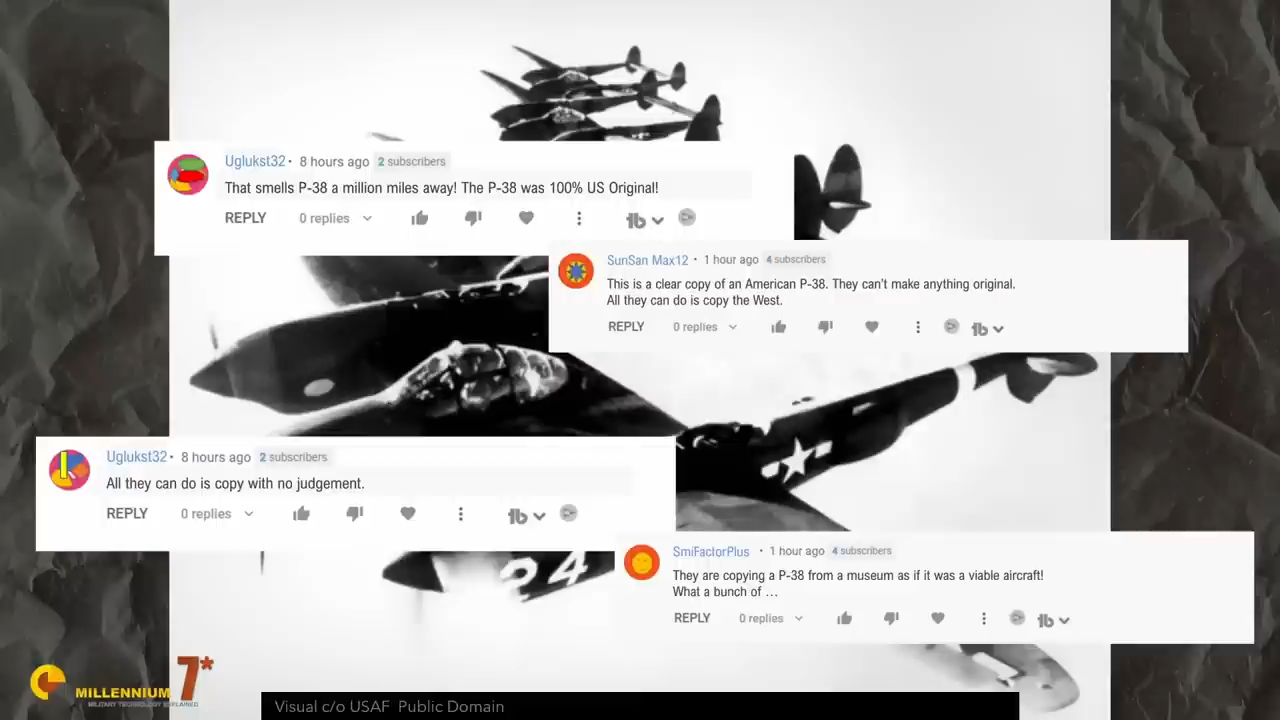 Uglukst32 · 8 hours ago 2 subscribers
That smells P-38 a million miles away! The P-38 was 100% US Original!
REPLY 0 replies
SunSan Max12 · 1 hour ago 4 subscribers
This is a clear copy of an American P-38. They can't make anything original.
All they can do is copy the West.
REPLY 0 replies
Uglukst32 · 8 hours ago 2 subscribers
All they can do is copy with no judgement.
REPLY 0 replies
24
SmiFactorPlus · 1 hour ago 4 subscribers
They are copying a P-38 from a museum as if it was a viable aircraft!
What a bunch of …
REPLY 0 replies
MILLENNIUM 7*
MILITARY TECHNOLOGY EXPLAINED
Visual c/o USAF Public Domain